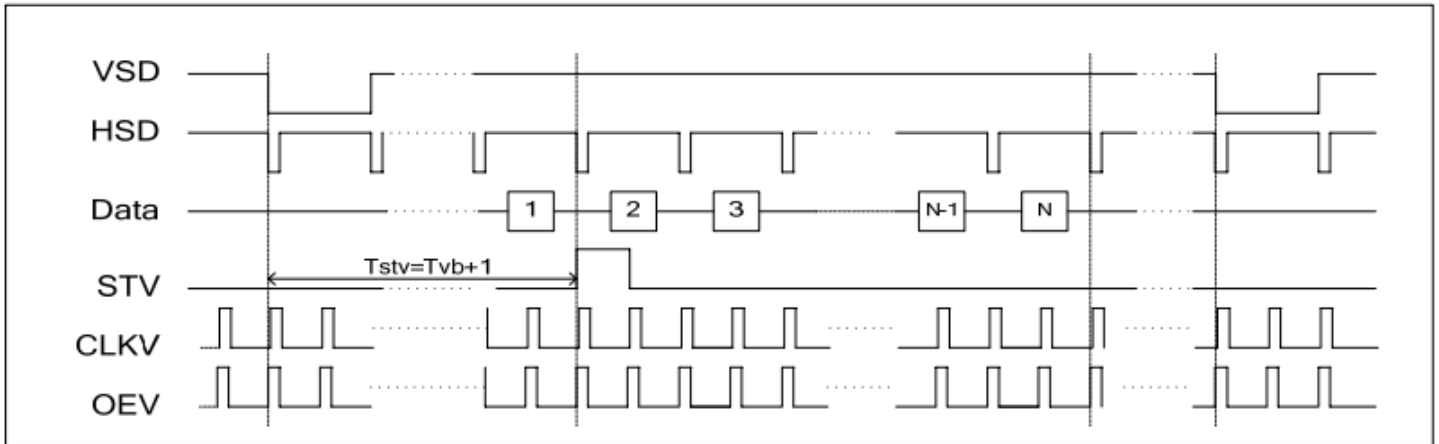 VSD
HSD
Data 1 2 3 N-1 N
Tstv=Tvb+1
STV
CLKV
OEV